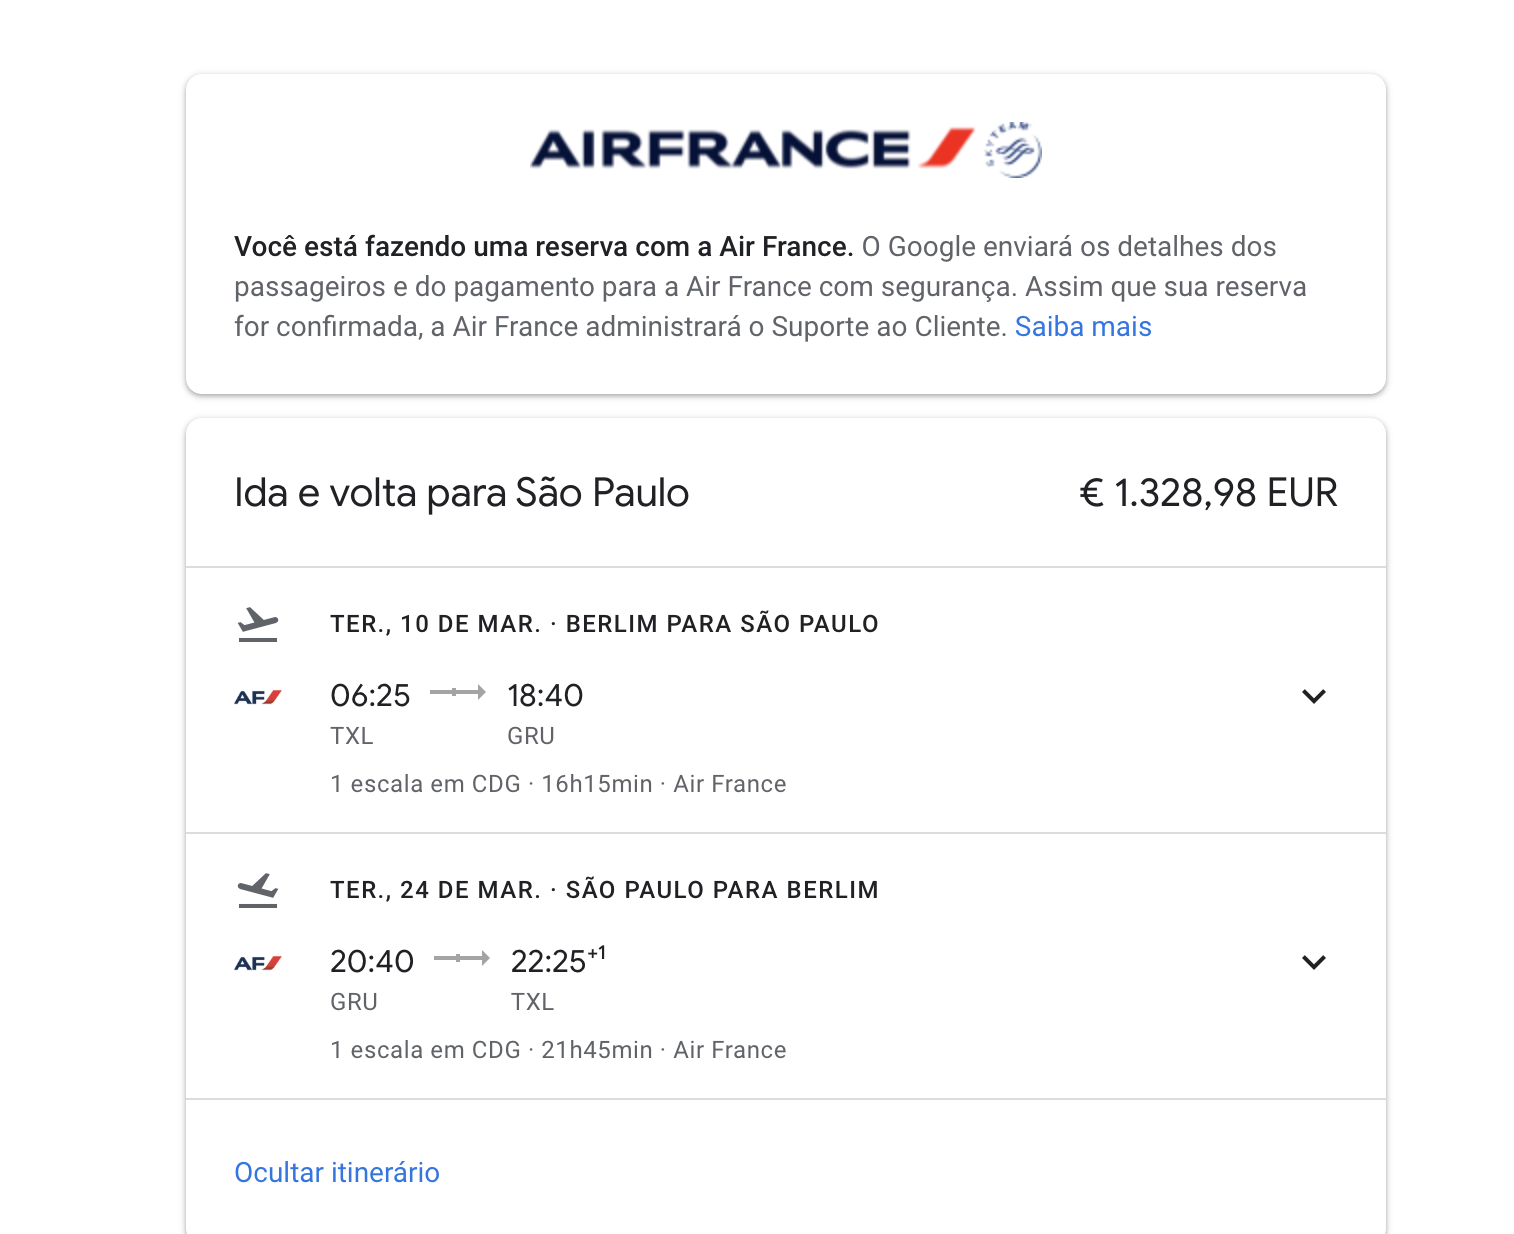 AIRFRANCE SKYTEAM
Você está fazendo uma reserva com a Air France. O Google enviará os detalhes dos
passageiros e do pagamento para a Air France com segurança. Assim que sua reserva
for confirmada, a Air France administrará o Suporte ao Cliente. Saiba mais
Ida e volta para São Paulo € 1.328,98 EUR
TER., 10 DE MAR. · BERLIM PARA SÃO PAULO
AF 06:25 18:40
TXL GRU
1 escala em CDG · 16h15min · Air France
TER., 24 DE MAR. · SÃO PAULO PARA BERLIM
AF 20:40 22:25+1
GRU TXL
1 escala em CDG · 21h45min · Air France
Ocultar itinerário